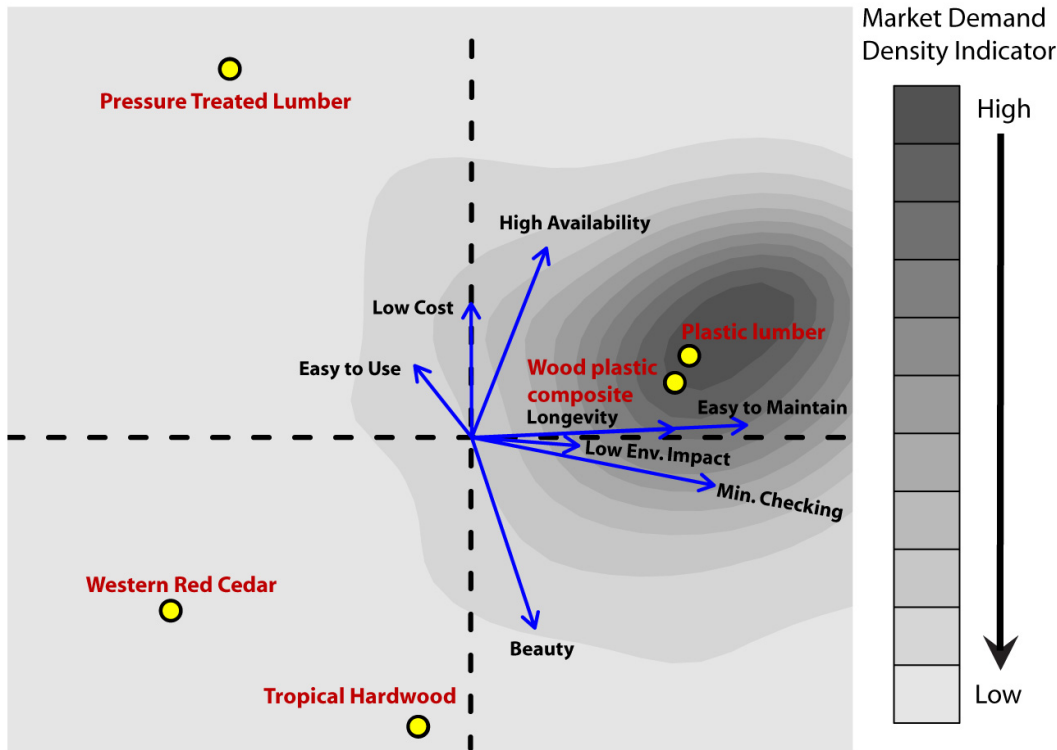 Market Demand
Density Indicator
High
Low
Pressure Treated Lumber
High Availability
Low Cost
Easy to Use
Plastic lumber
Wood plastic
composite
Longevity
Easy to Maintain
Low Env. Impact
Min. Checking
Western Red Cedar
Beauty
Tropical Hardwood